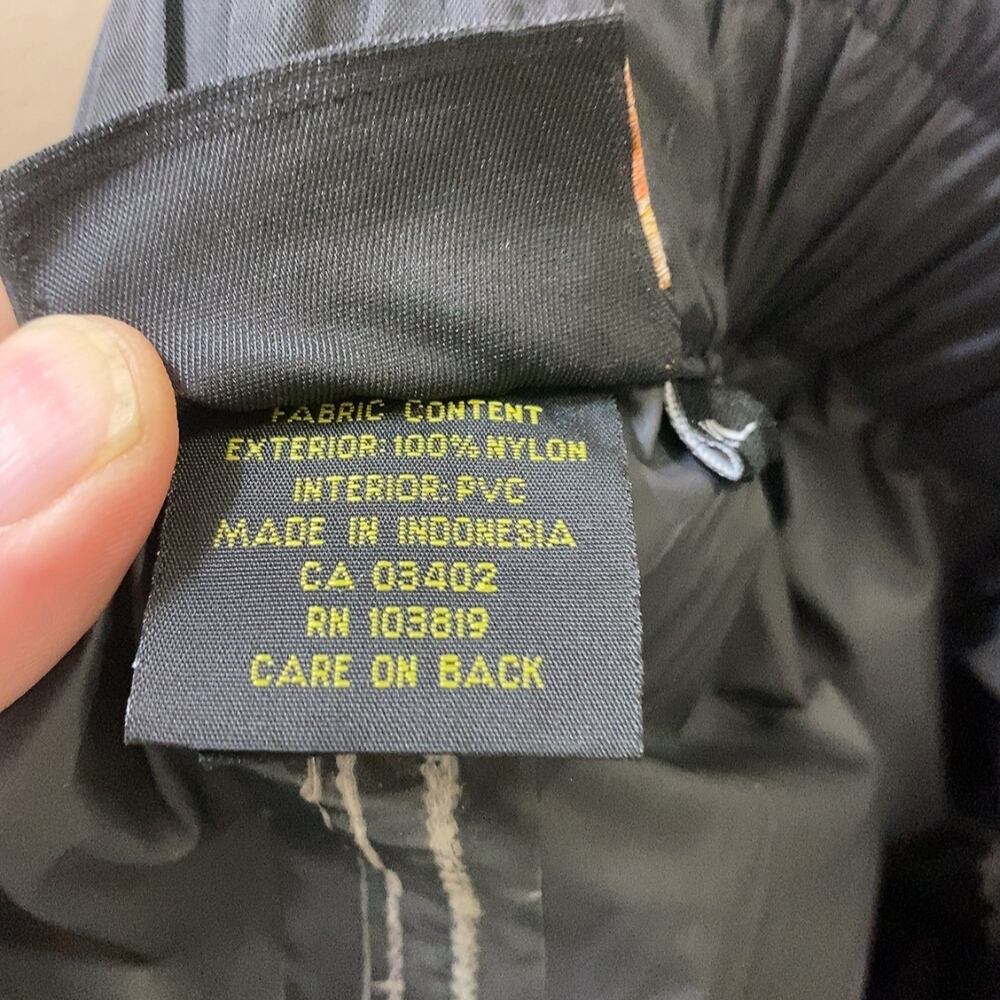 FABRIC CONTENT
EXTERIOR: 100% NYLON
INTERIOR: PVC
MADE IN INDONESIA
CA 03402
RN 103819
CARE ON BACK